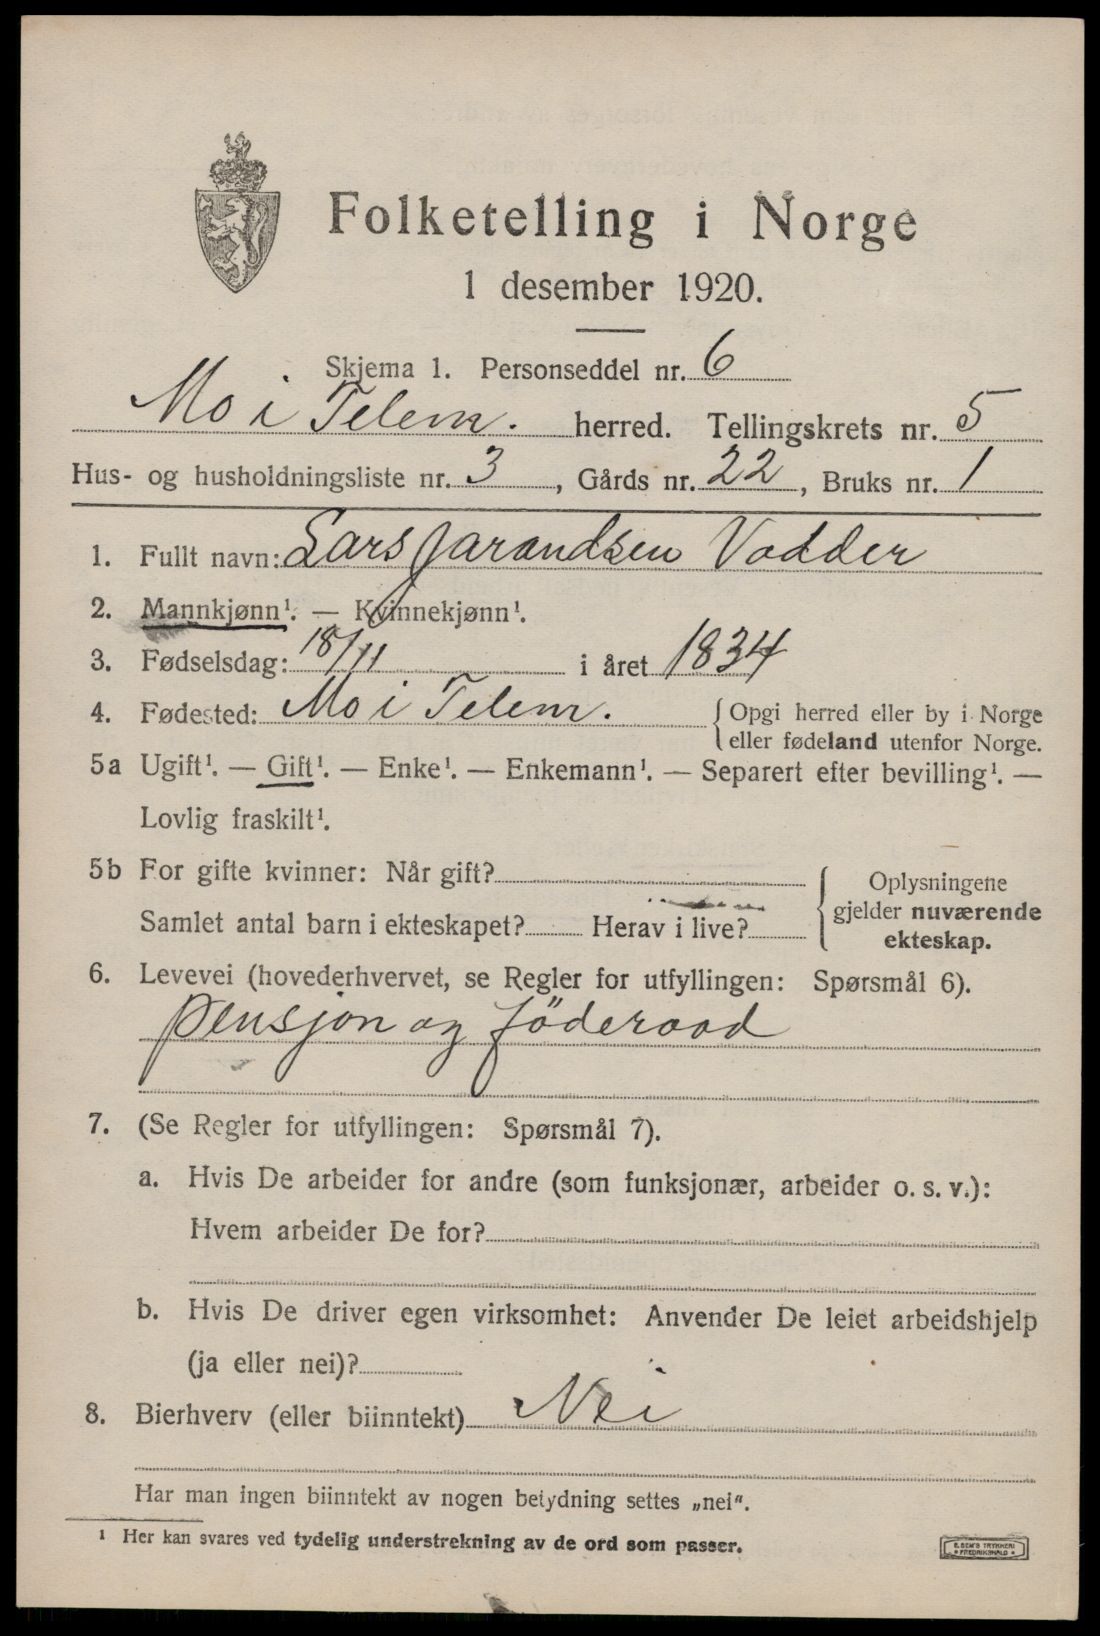 Folketelling i Norge
1 desember 1920.
Skjema 1. Personseddel nr. 6
Mo i Telem. herred. Tellingskrets nr. 5
Hus- og husholdningsliste nr. 3, Gårds nr. 22, Bruks nr. 1
1. Fullt navn: Lars Jarandsen Vadder
2. Mannkjønn¹. — Kvinnekjønn¹.
3. Fødselsdag: 18/11 i året 1834
4. Fødested: Mo i Telem. { Opgi herred eller by i Norge
eller fødeland utenfor Norge.
5a Ugift¹. — Gift¹. — Enke¹. — Enkemann¹. — Separert efter bevilling¹. —
Lovlig fraskilt¹.
5b For gifte kvinner: Når gift?
Samlet antal barn i ekteskapet? Herav i live?
{ Oplysningene
gjelder nuværende
ekteskap.
6. Levevei (hovederhvervet, se Regler for utfyllingen: Spørsmål 6).
Pensjon og föderaad
7. (Se Regler for utfyllingen: Spørsmål 7).
a. Hvis De arbeider for andre (som funksjonær, arbeider o. s. v.):
Hvem arbeider De for?
b. Hvis De driver egen virksomhet: Anvender De leiet arbeidshjelp
(ja eller nei)?
8. Bierhverv (eller biinntekt) Nei
Har man ingen biinntekt av nogen betydning settes „nei“.
¹ Her kan svares ved tydelig understrekning av de ord som passer.
E. SEM'S TRYKKERI
• FREDRIKSHALD •